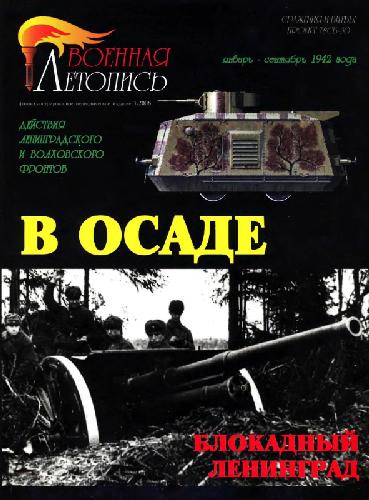 ВОЕННАЯ
ЛЕТОПИСЬ
январь - сентябрь 1942 года
ДЕЙСТВИЯ
ЛЕНИНГРАДСКОГО
И ВОЛХОВСКОГО
ФРОНТОВ
В ОСАДЕ
БЛОКАДНЫЙ
ЛЕНИНГРАД